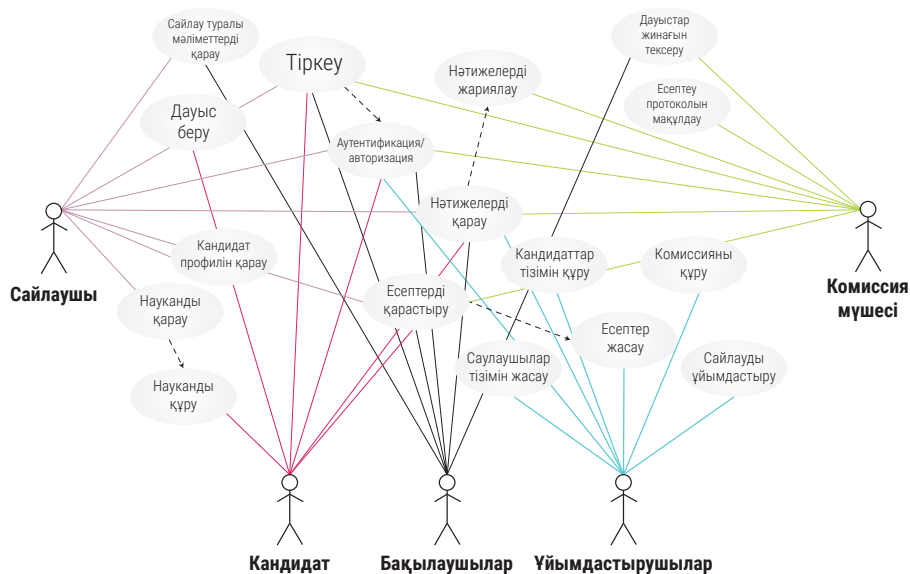 Сайлау туралы
мәліметтерді
қарау
Тіркеу
Нәтижелерді
жариялау
Дауыстар
жинағын
тексеру
Есептеу
протоколын
мақұлдау
Дауыс
беру
Аутентификация/
авторизация
Нәтижелерді
қарау
Кандидат
профилін қарау
Кандидаттар
тізімін құру
Комиссияны
құру
Сайлаушы
Комиссия
мүшесі
Науканды
қарау
Есептерді
қарастыру
Есептер
жасау
Саулаушылар
тізімін жасау
Сайлауды
ұйымдастыру
Науканды
құру
Кандидат
Бақылаушылар
Ұйымдастырушылар